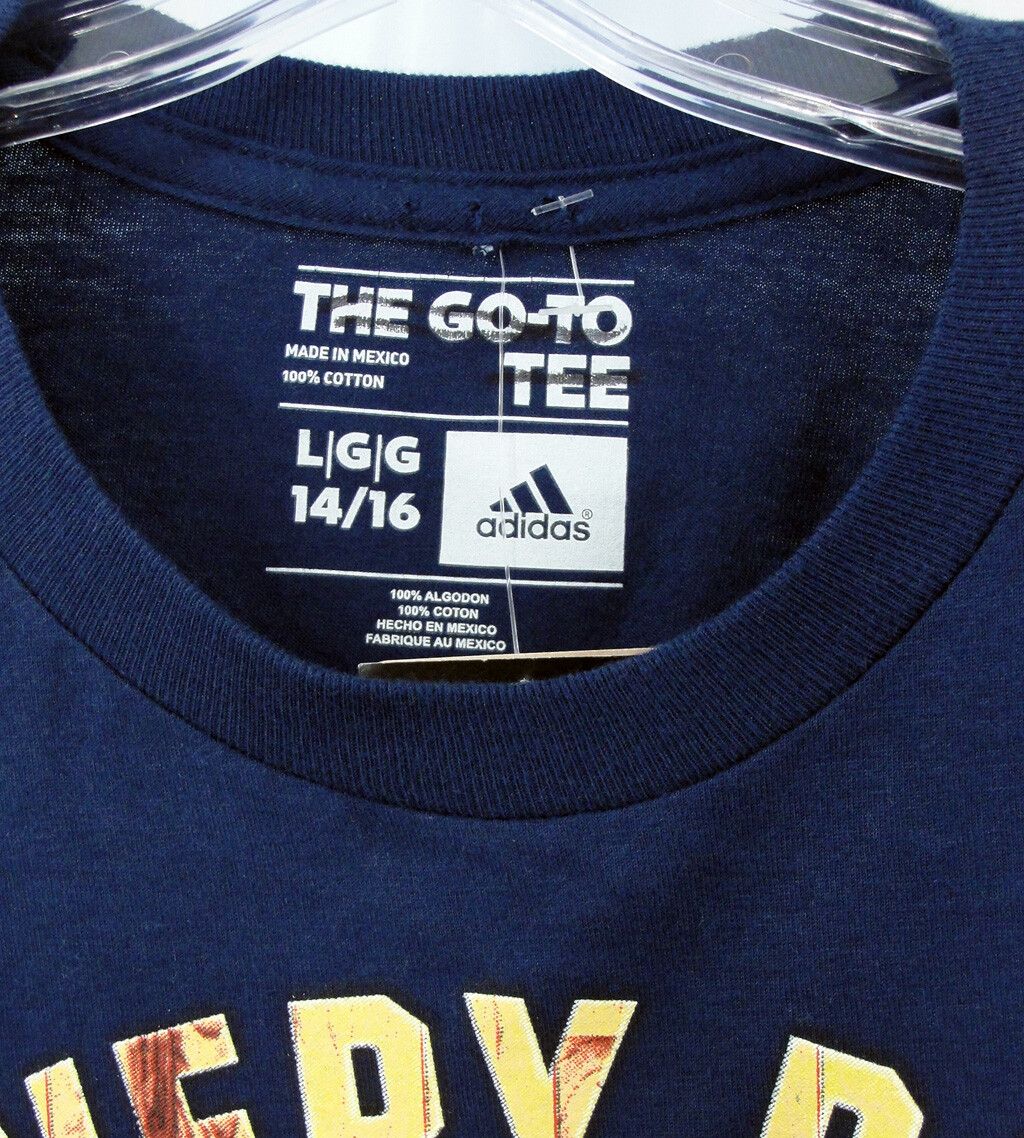 THE GO-TO
TEE
MADE IN MEXICO
100% COTTON
L|G|G
14/16
adidas®
100% ALGODON
100% COTON
HECHO EN MEXICO
FABRIQUE AU MEXICO